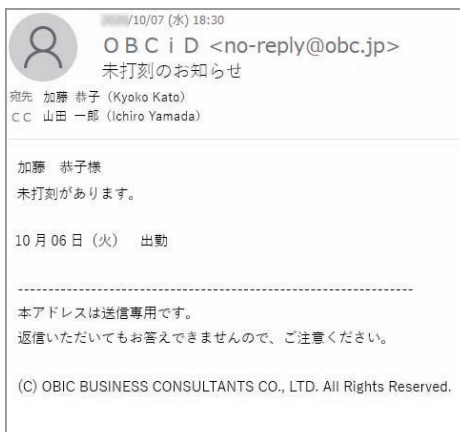 /10/07 (水) 18:30
ＯＢＣｉＤ <no-reply@obc.jp>
未打刻のお知らせ
宛先 加藤 恭子（Kyoko Kato）
ＣＣ 山田 一郎（Ichiro Yamada）
加藤　恭子様
未打刻があります。
10 月 06 日（火）　出勤
------------------------------------------------------------------
本アドレスは送信専用です。
返信いただいてもお答えできませんので、ご注意ください。
(C) OBIC BUSINESS CONSULTANTS CO., LTD. All Rights Reserved.